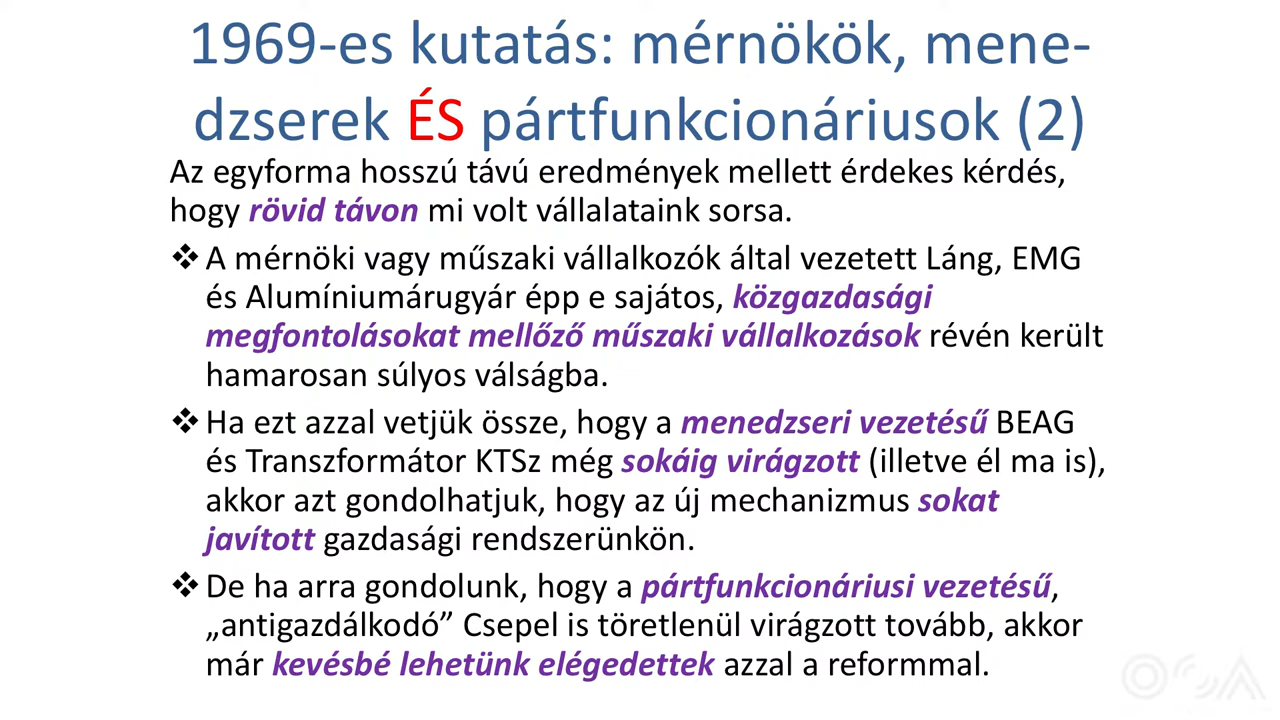 1969-es kutatás: mérnökök, mene-
dzserek ÉS pártfunkcionáriusok (2)
Az egyforma hosszú távú eredmények mellett érdekes kérdés,
hogy rövid távon mi volt vállalataink sorsa.
❖ A mérnöki vagy műszaki vállalkozók által vezetett Láng, EMG
és Alumíniumárugyár épp e sajátos, közgazdasági
megfontolásokat mellőző műszaki vállalkozások révén került
hamarosan súlyos válságba.
❖ Ha ezt azzal vetjük össze, hogy a menedzseri vezetésű BEAG
és Transzformátor KTSz még sokáig virágzott (illetve él ma is),
akkor azt gondolhatjuk, hogy az új mechanizmus sokat
javított gazdasági rendszerünkön.
❖ De ha arra gondolunk, hogy a pártfunkcionáriusi vezetésű,
„antigazdálkodó” Csepel is töretlenül virágzott tovább, akkor
már kevésbé lehetünk elégedettek azzal a reformmal.
OSA